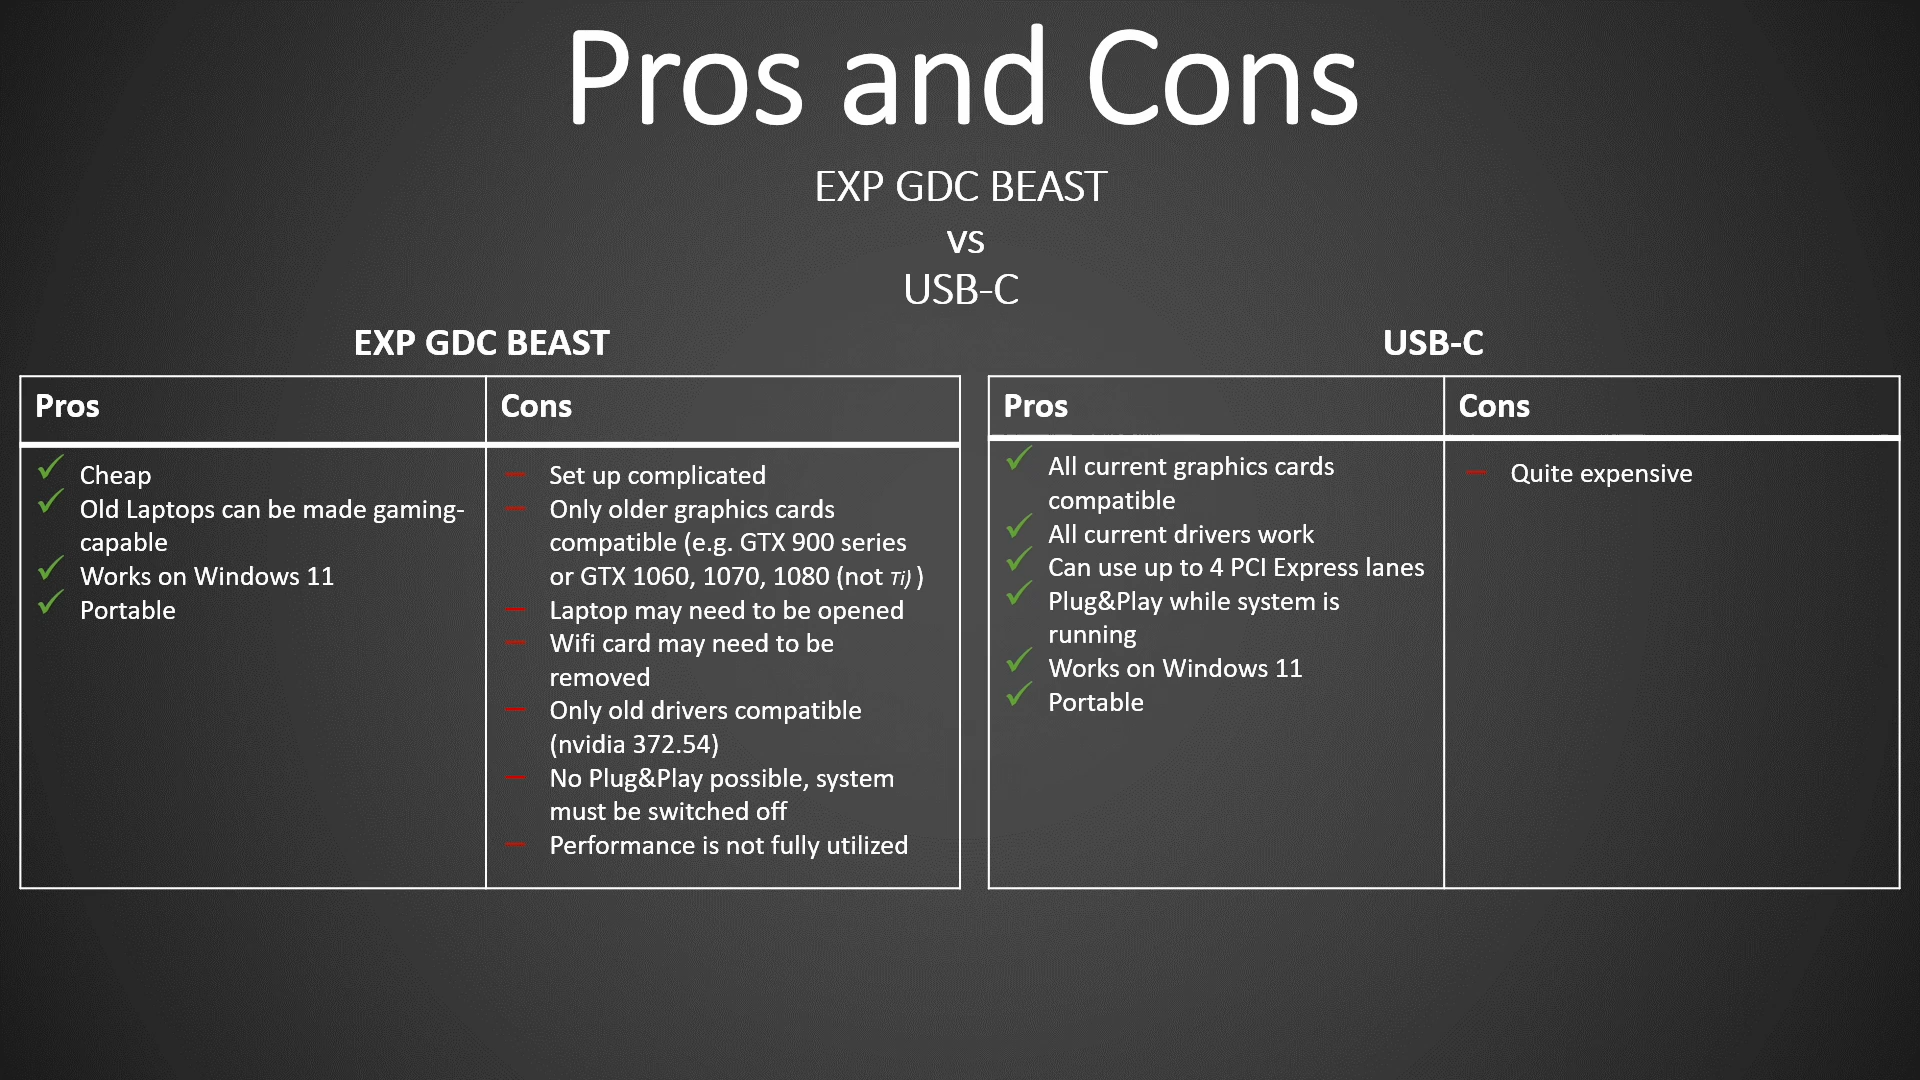 Pros and Cons
EXP GDC BEAST
vs
USB-C
EXP GDC BEAST
Pros
Cons
Cheap
Old Laptops can be made gaming-
capable
Works on Windows 11
Portable
Set up complicated
Only older graphics cards
compatible (e.g. GTX 900 series
or GTX 1060, 1070, 1080 (not Ti) )
Laptop may need to be opened
Wifi card may need to be
removed
Only old drivers compatible
(nvidia 372.54)
No Plug&Play possible, system
must be switched off
Performance is not fully utilized
USB-C
Pros
Cons
All current graphics cards
compatible
All current drivers work
Can use up to 4 PCI Express lanes
Plug&Play while system is
running
Works on Windows 11
Portable
Quite expensive